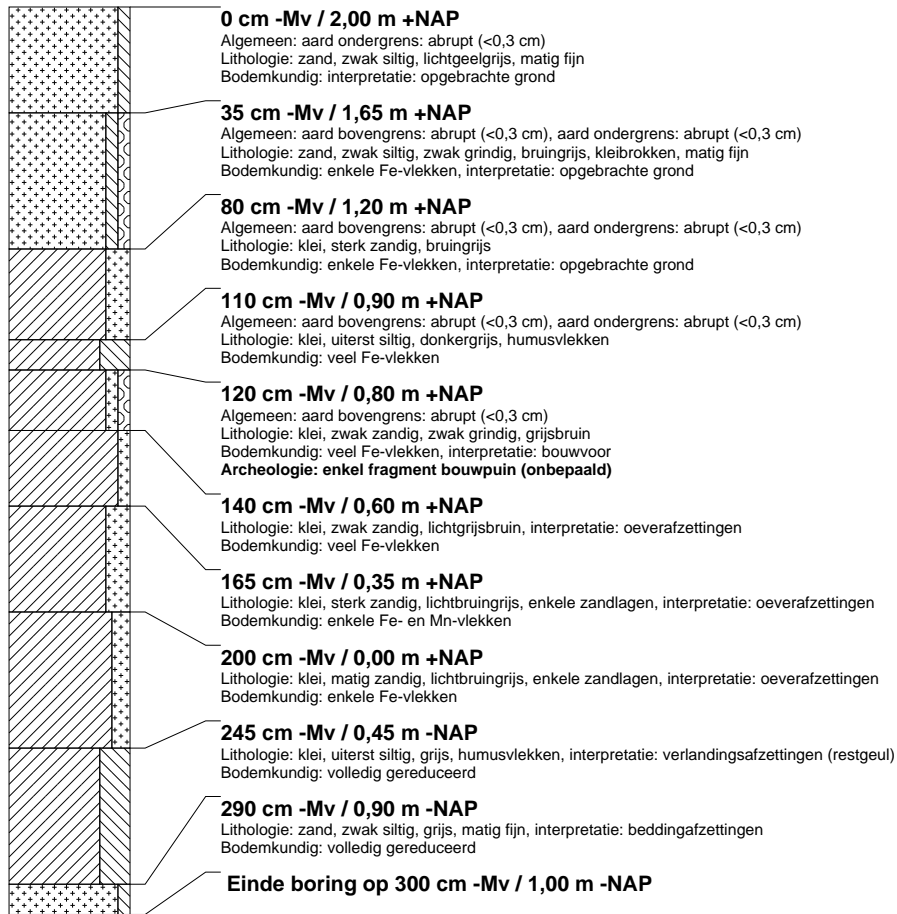 0 cm -Mv / 2,00 m +NAP
Algemeen: aard ondergrens: abrupt (<0,3 cm)
Lithologie: zand, zwak siltig, lichtgeelgrijs, matig fijn
Bodemkundig: interpretatie: opgebrachte grond
35 cm -Mv / 1,65 m +NAP
Algemeen: aard bovengrens: abrupt (<0,3 cm), aard ondergrens: abrupt (<0,3 cm)
Lithologie: zand, zwak siltig, zwak grindig, bruingrijs, kleibrokken, matig fijn
Bodemkundig: enkele Fe-vlekken, interpretatie: opgebrachte grond
80 cm -Mv / 1,20 m +NAP
Algemeen: aard bovengrens: abrupt (<0,3 cm), aard ondergrens: abrupt (<0,3 cm)
Lithologie: klei, sterk zandig, bruingrijs
Bodemkundig: enkele Fe-vlekken, interpretatie: opgebrachte grond
110 cm -Mv / 0,90 m +NAP
Algemeen: aard bovengrens: abrupt (<0,3 cm), aard ondergrens: abrupt (<0,3 cm)
Lithologie: klei, uiterst siltig, donkergrijs, humusvlekken
Bodemkundig: veel Fe-vlekken
120 cm -Mv / 0,80 m +NAP
Algemeen: aard bovengrens: abrupt (<0,3 cm)
Lithologie: klei, zwak zandig, zwak grindig, grijsbruin
Bodemkundig: veel Fe-vlekken, interpretatie: bouwvoor
Archeologie: enkel fragment bouwpuin (onbepaald)
140 cm -Mv / 0,60 m +NAP
Lithologie: klei, zwak zandig, lichtgrijsbruin, interpretatie: oeverafzettingen
Bodemkundig: veel Fe-vlekken
165 cm -Mv / 0,35 m +NAP
Lithologie: klei, sterk zandig, lichtbruingrijs, enkele zandlagen, interpretatie: oeverafzettingen
Bodemkundig: enkele Fe- en Mn-vlekken
200 cm -Mv / 0,00 m +NAP
Lithologie: klei, matig zandig, lichtbruingrijs, enkele zandlagen, interpretatie: oeverafzettingen
Bodemkundig: enkele Fe-vlekken
245 cm -Mv / 0,45 m -NAP
Lithologie: klei, uiterst siltig, grijs, humusvlekken, interpretatie: verlandingsafzettingen (restgeul)
Bodemkundig: volledig gereduceerd
290 cm -Mv / 0,90 m -NAP
Lithologie: zand, zwak siltig, grijs, matig fijn, interpretatie: beddingafzettingen
Bodemkundig: volledig gereduceerd
Einde boring op 300 cm -Mv / 1,00 m -NAP